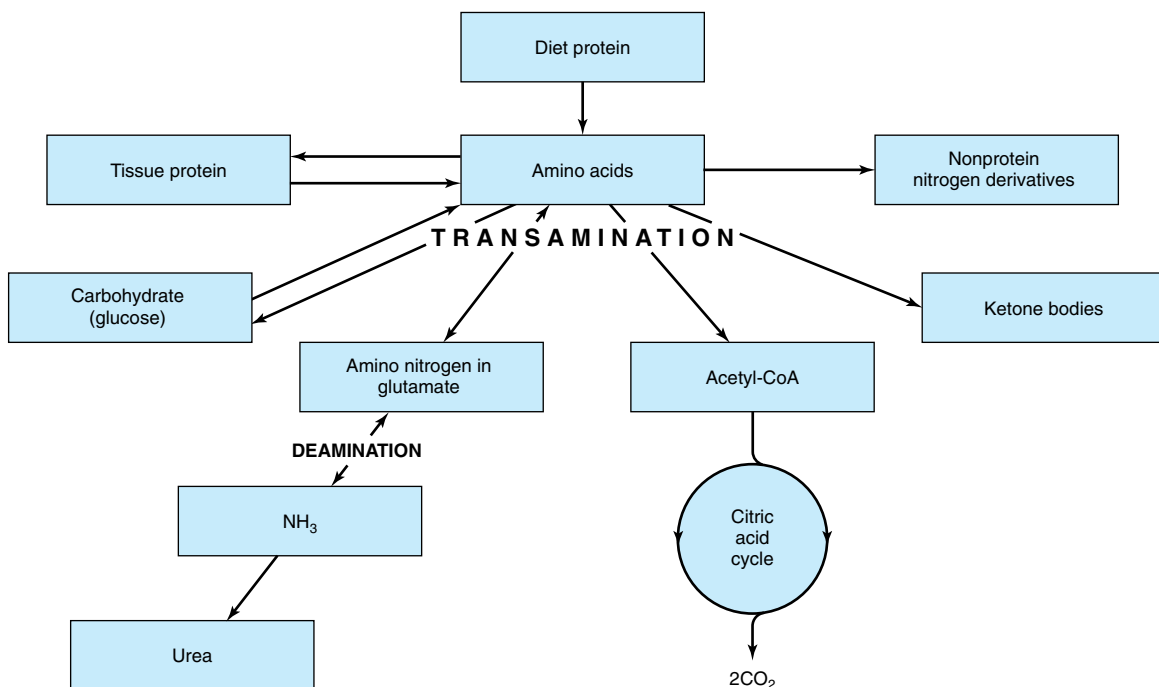 Diet protein
Tissue protein
Amino acids
Nonprotein
nitrogen derivatives
TRANSAMINATION
Carbohydrate
(glucose)
Ketone bodies
Amino nitrogen in
glutamate
Acetyl-CoA
DEAMINATION
NH₃
Citric
acid
cycle
Urea
2CO₂